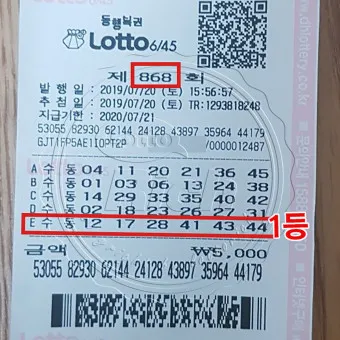 동행복권
Lotto 6/45
제 868 회
발 행 일 : 2019/07/20 (토) 15:56:57
추 첨 일 : 2019/07/20 (토) TR:1293818248
지급기한 : 2020/07/21
53055 82930 62144 24128 43897 35964 44179
/0000012487
A 수 동 04 11 20 21 36 45
B 수 동 01 03 06 13 24 38
C 수 동 14 29 33 35 40 42
D 수 동 02 18 23 26 27 31
E 수 동 12 17 28 41 43 44
1등
금액 ₩5,000
53055 82930 62144 24128 43897 35964 44179